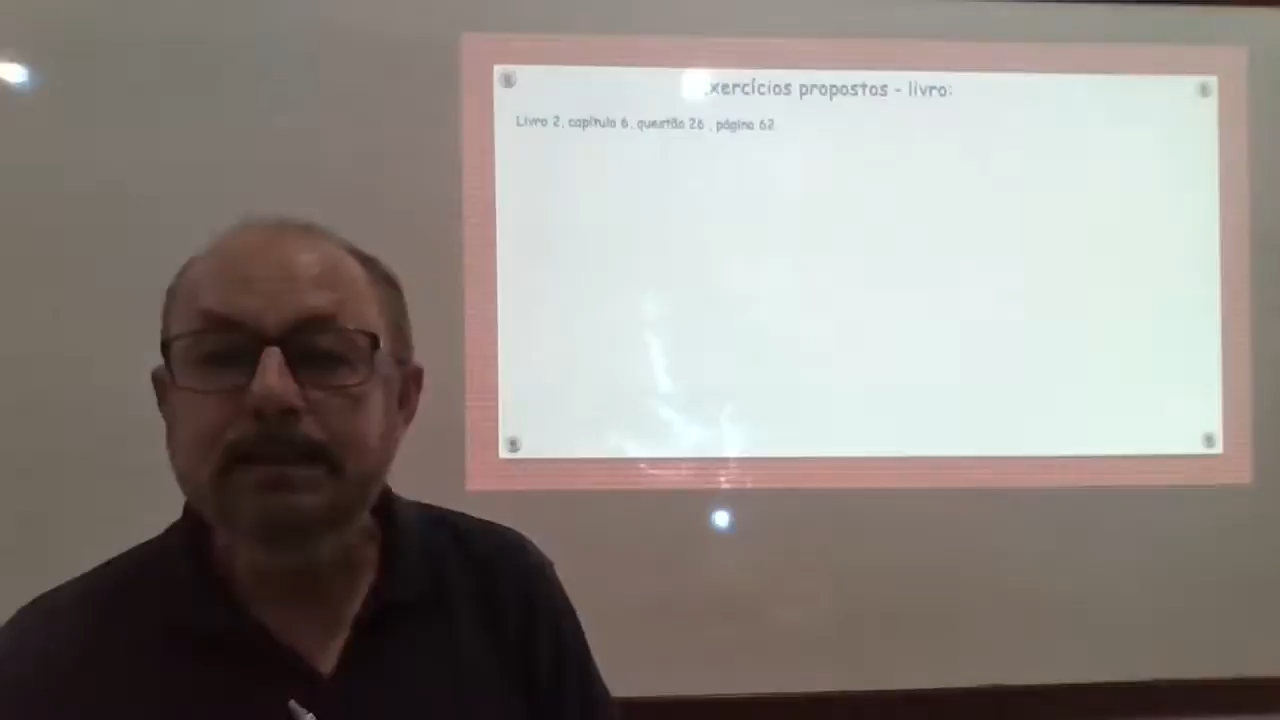 xercícios propostos - livro:
Livro 2, capítulo 6, questão 26 , página 62